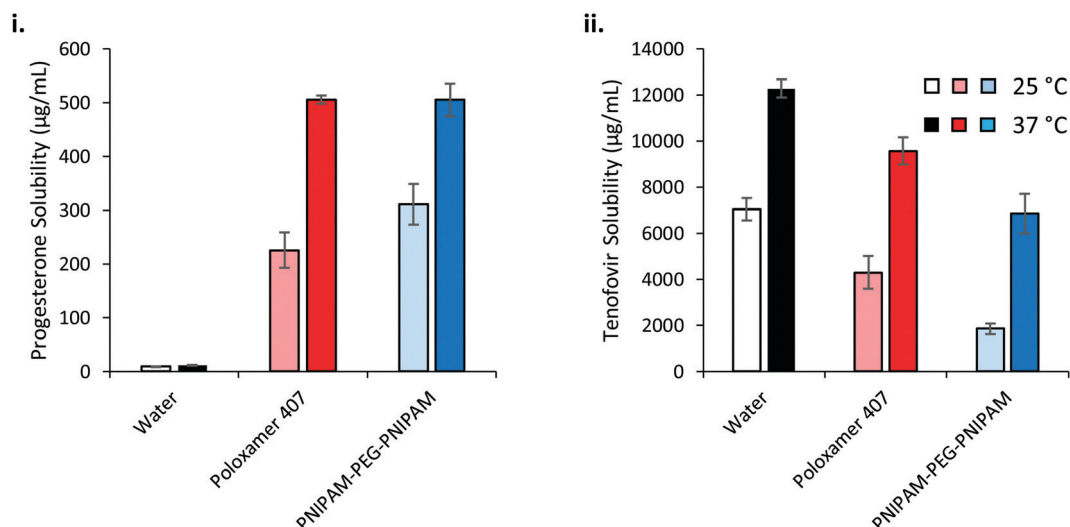 i.
Progesterone Solubility (µg/mL)
600
500
400
300
200
100
0
Water
Poloxamer 407
PNIPAM-PEG-PNIPAM
ii.
Tenofovir Solubility (µg/mL)
14000
12000
10000
8000
6000
4000
2000
0
25 °C
37 °C
Water
Poloxamer 407
PNIPAM-PEG-PNIPAM